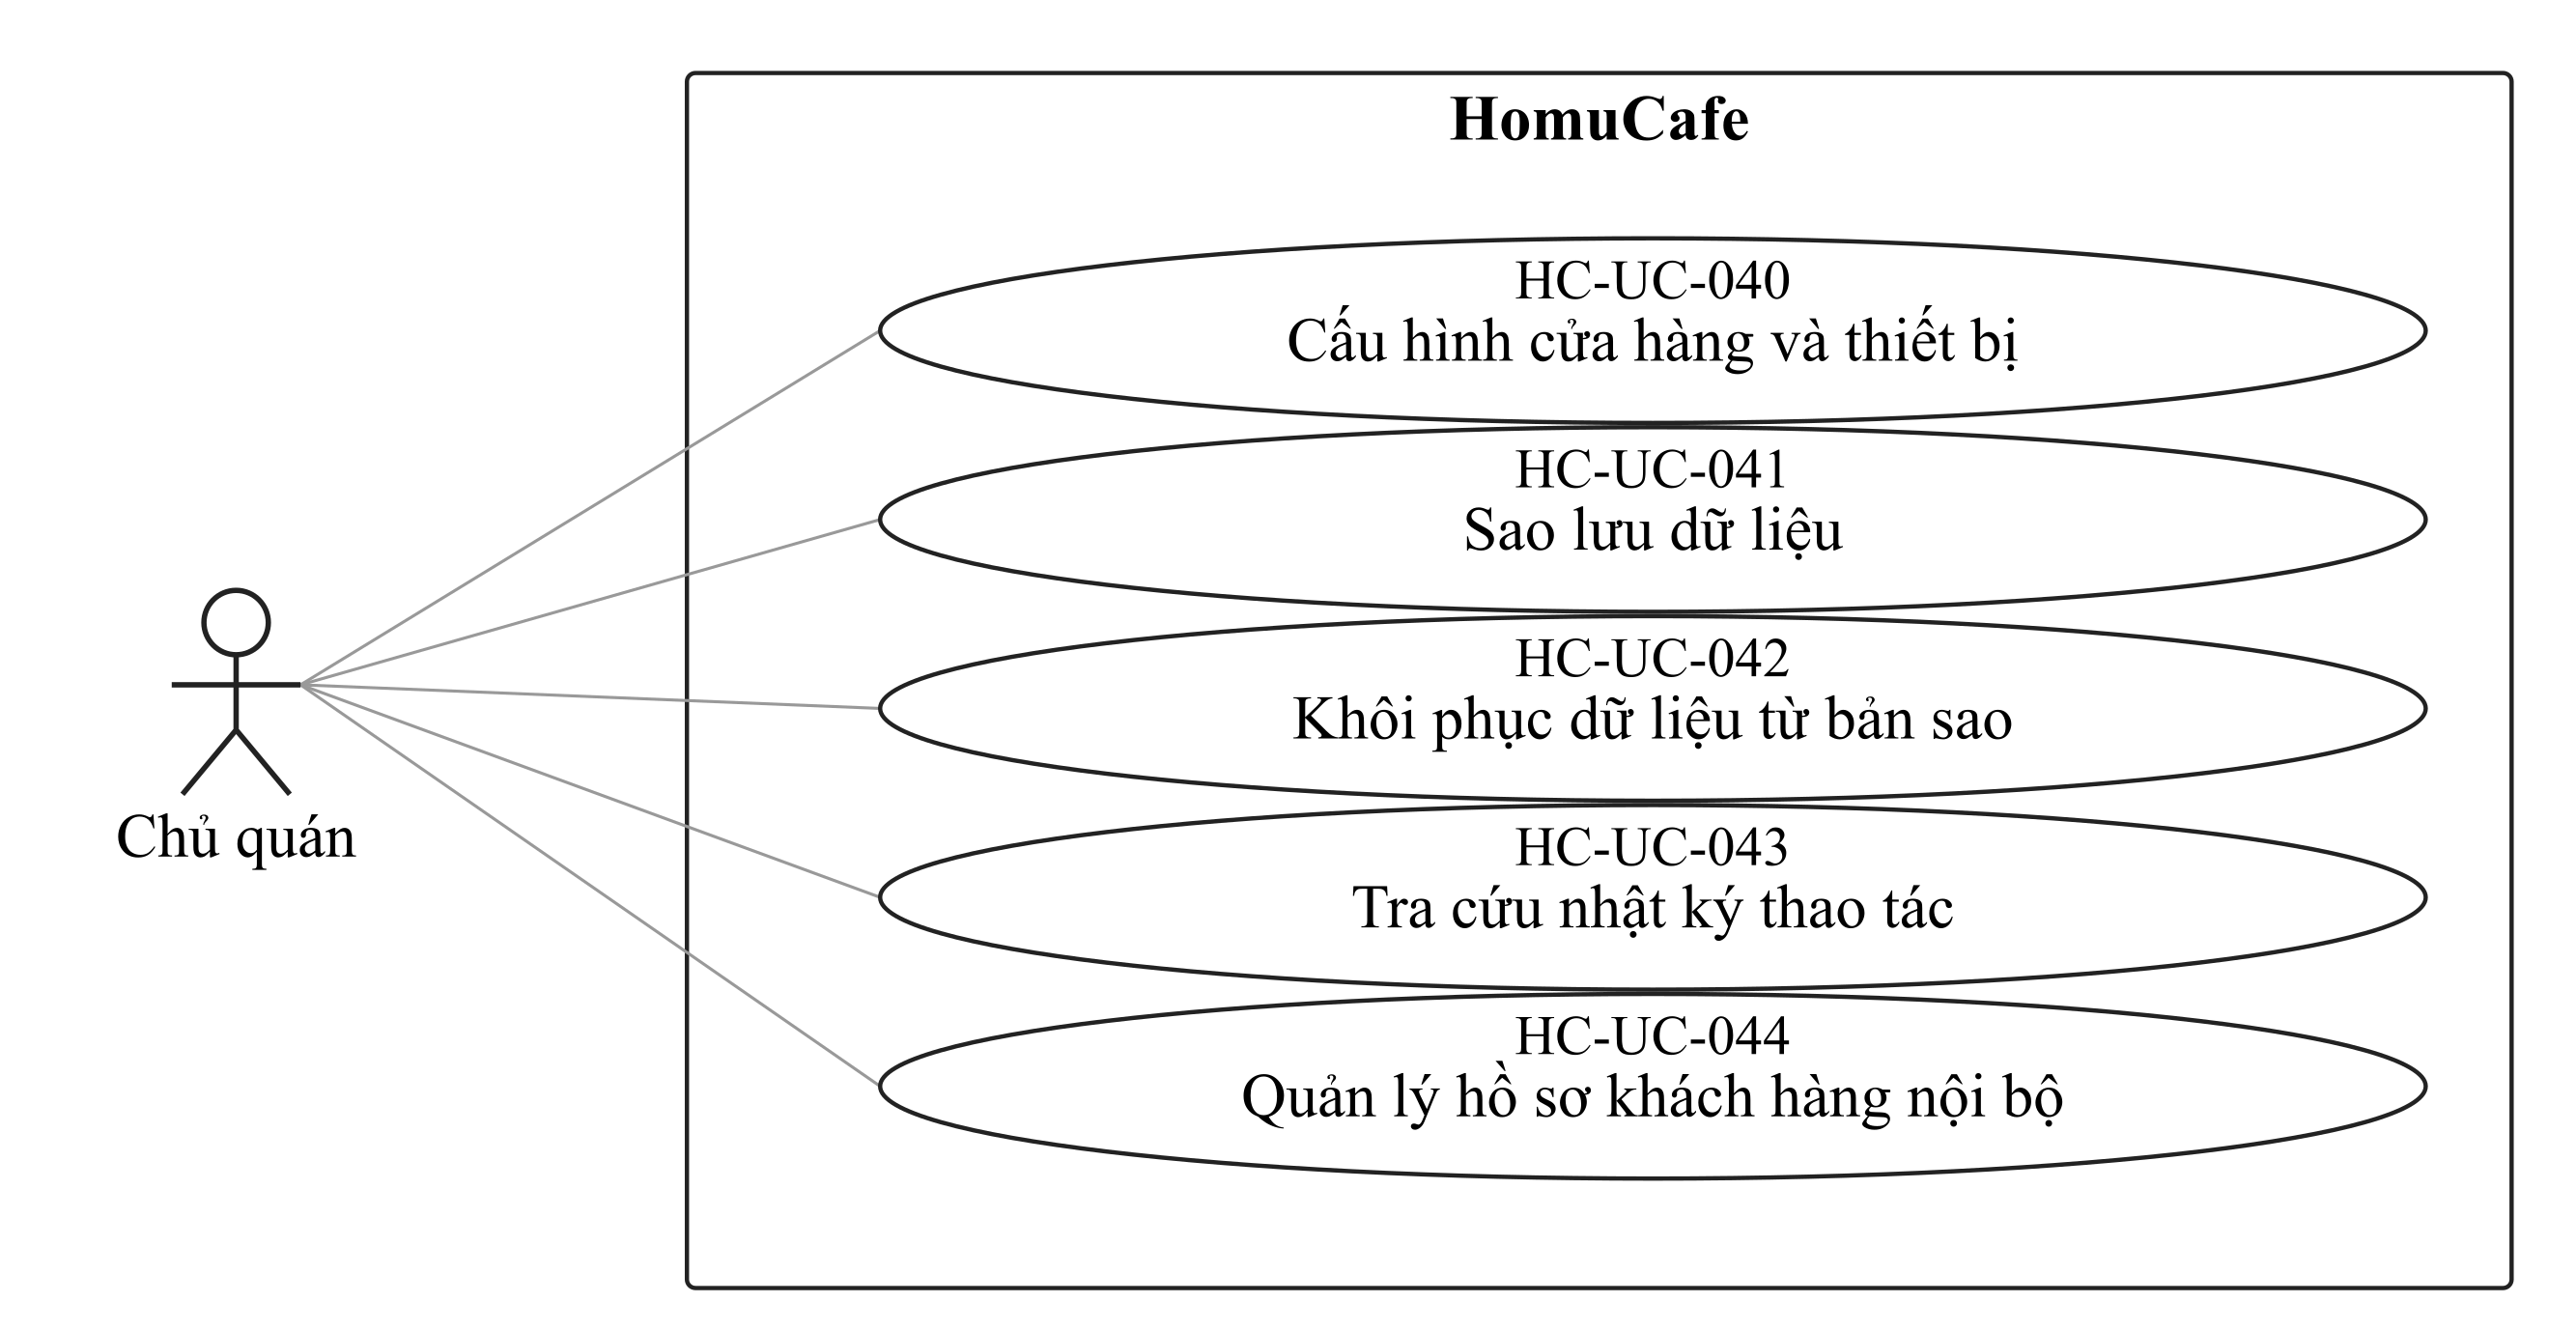 HomuCafe
HC-UC-040
Cấu hình cửa hàng và thiết bị
HC-UC-041
Sao lưu dữ liệu
HC-UC-042
Khôi phục dữ liệu từ bản sao
HC-UC-043
Tra cứu nhật ký thao tác
HC-UC-044
Quản lý hồ sơ khách hàng nội bộ
Chủ quán